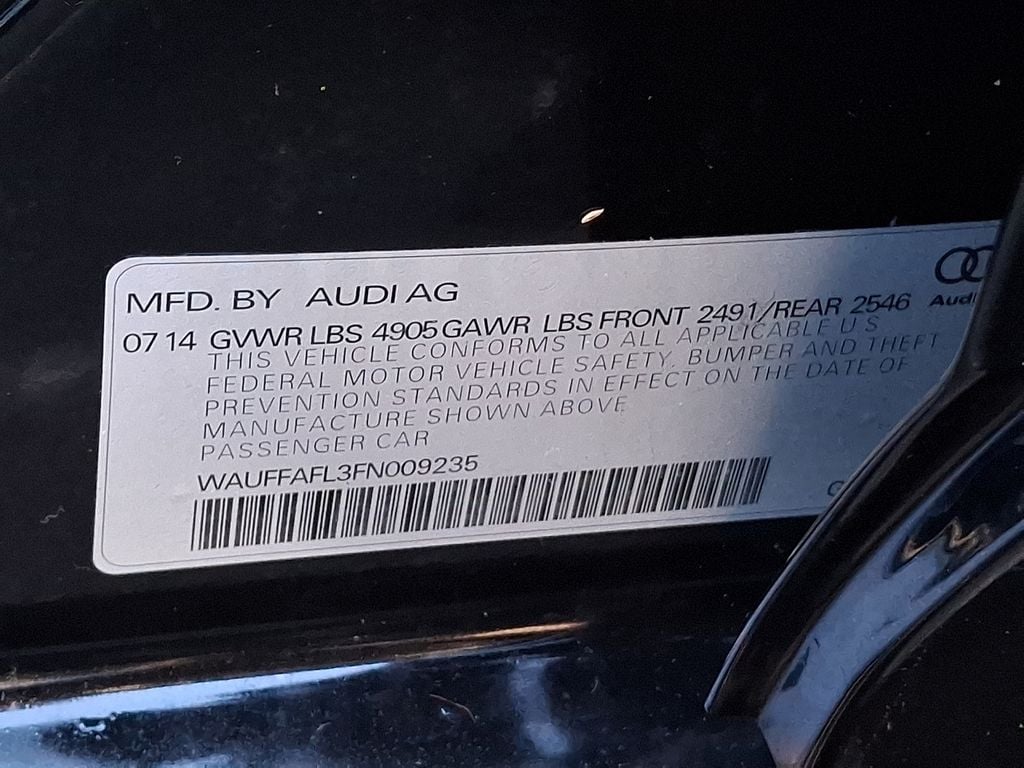 MFD. BY AUDI AG
07 14 GVWR LBS 4905 GAWR LBS FRONT 2491/REAR 2546
THIS VEHICLE CONFORMS TO ALL APPLICABLE U S
FEDERAL MOTOR VEHICLE SAFETY, BUMPER AND THEFT
PREVENTION STANDARDS IN EFFECT ON THE DATE OF
MANUFACTURE SHOWN ABOVE
PASSENGER CAR
WAUFFAFL3FN009235
Audi